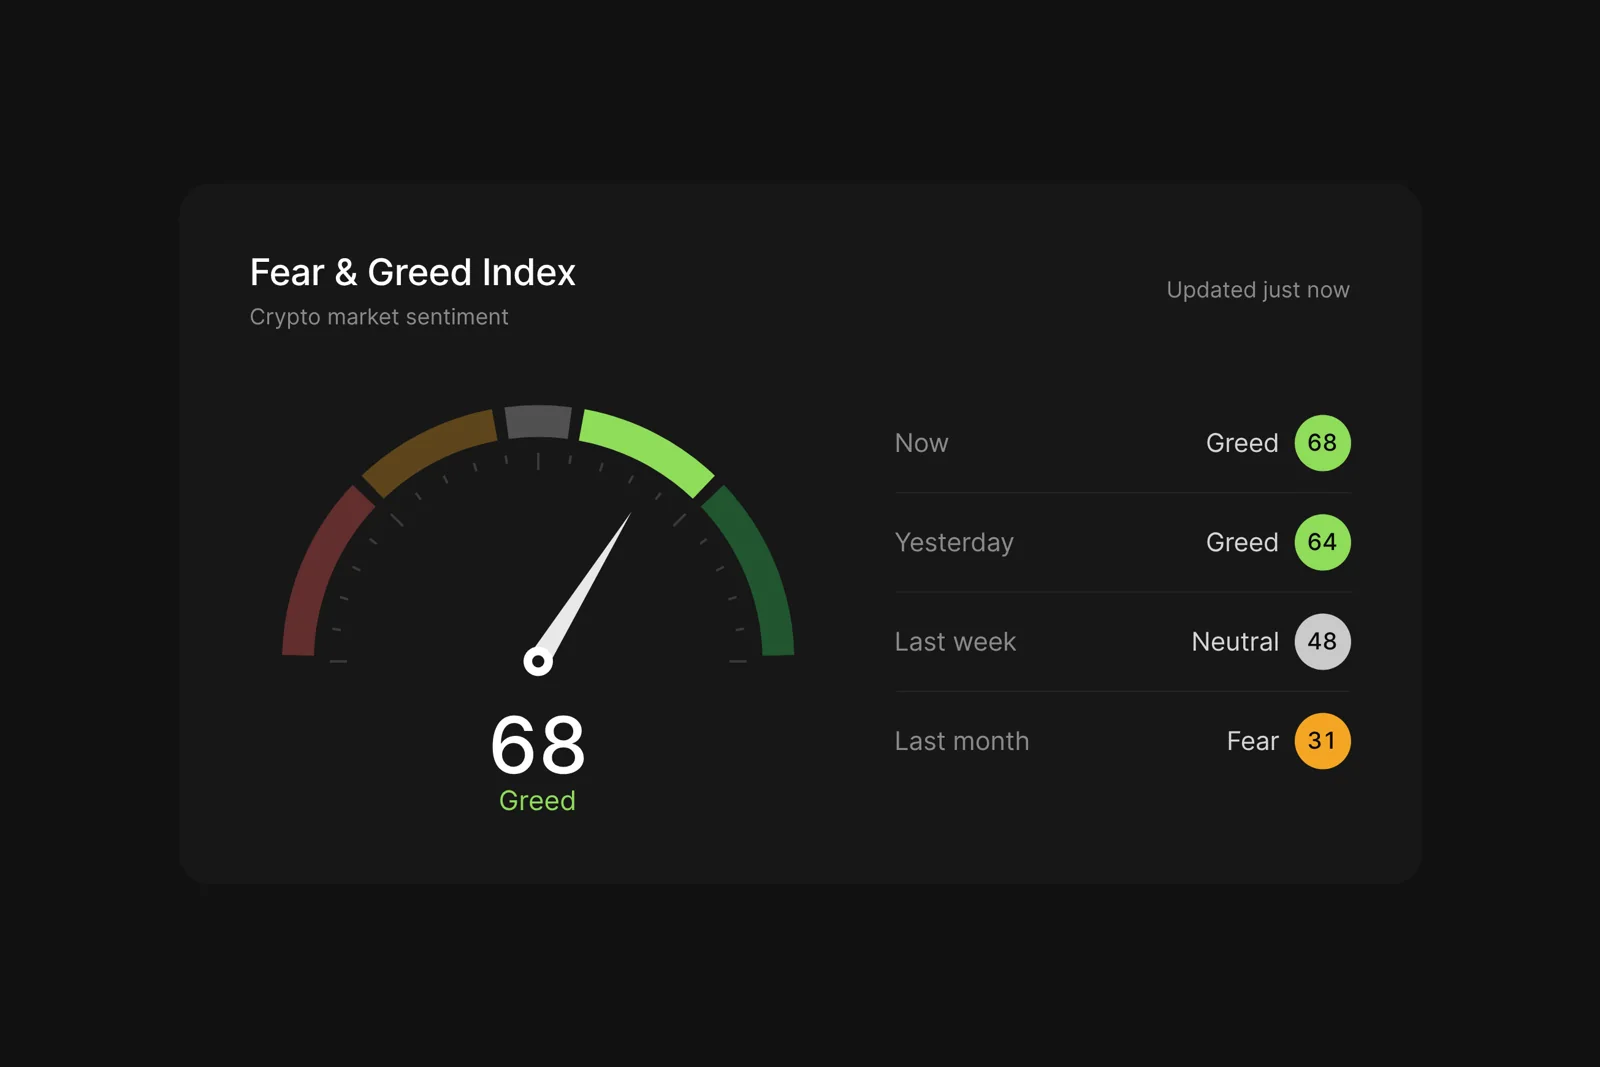 Fear & Greed Index
Crypto market sentiment
Updated just now
68
Greed
Now Greed 68
Yesterday Greed 64
Last week Neutral 48
Last month Fear 31